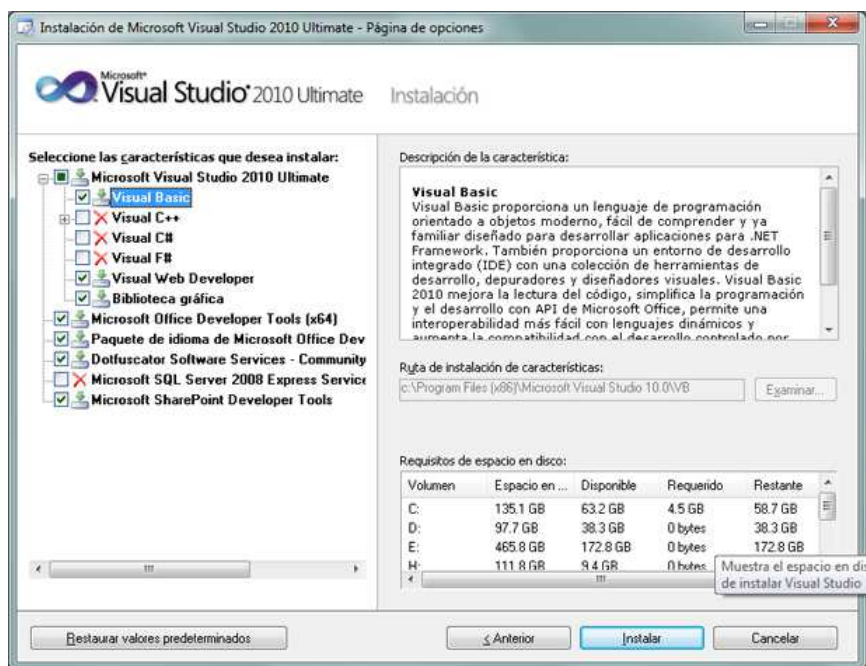 Instalación de Microsoft Visual Studio 2010 Ultimate - Página de opciones
Microsoft®
Visual Studio® 2010 Ultimate
Instalación
Seleccione las características que desea instalar:
Microsoft Visual Studio 2010 Ultimate
Visual Basic
Visual C++
Visual C#
Visual F#
Visual Web Developer
Biblioteca gráfica
Microsoft Office Developer Tools (x64)
Paquete de idioma de Microsoft Office Dev
Dotfuscator Software Services - Community
Microsoft SQL Server 2008 Express Service
Microsoft SharePoint Developer Tools
Descripción de la característica:
Visual Basic
Visual Basic proporciona un lenguaje de programación
orientado a objetos moderno, fácil de comprender y ya
familiar diseñado para desarrollar aplicaciones para .NET
Framework. También proporciona un entorno de desarrollo
integrado (IDE) con una colección de herramientas de
desarrollo, depuradores y diseñadores visuales. Visual Basic
2010 mejora la lectura del código, simplifica la programación
y el desarrollo con API de Microsoft Office, permite una
interoperabilidad más fácil con lenguajes dinámicos y
aumenta la compatibilidad con el desarrollo controlado por
Ruta de instalación de características:
c:\Program Files (x86)\Microsoft Visual Studio 10.0\VB
Examinar...
Requisitos de espacio en disco:
Volumen Espacio en ... Disponible Requerido Restante
C: 135.1 GB 63.2 GB 4.5 GB 58.7 GB
D: 97.7 GB 38.3 GB 0 bytes 38.3 GB
E: 465.8 GB 172.8 GB 0 bytes 172.8 GB
H: 111.8 GB 9.4 GB 0 bytes
Muestra el espacio en dis
de instalar Visual Studio
Restaurar valores predeterminados
< Anterior
Instalar
Cancelar